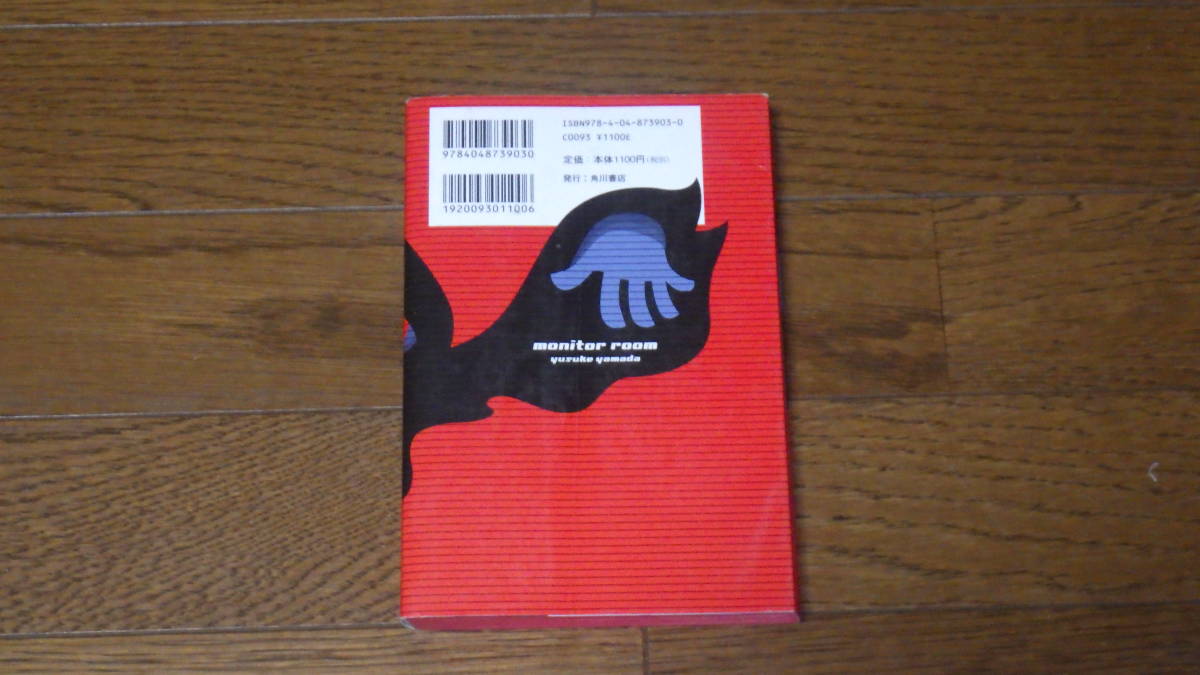 ISBN978-4-04-873903-0
C0093 ¥1100E
9784048739030
定価：本体1100円(税別)
発行：角川書店
1920093011006
monitor room
yusuke yamada